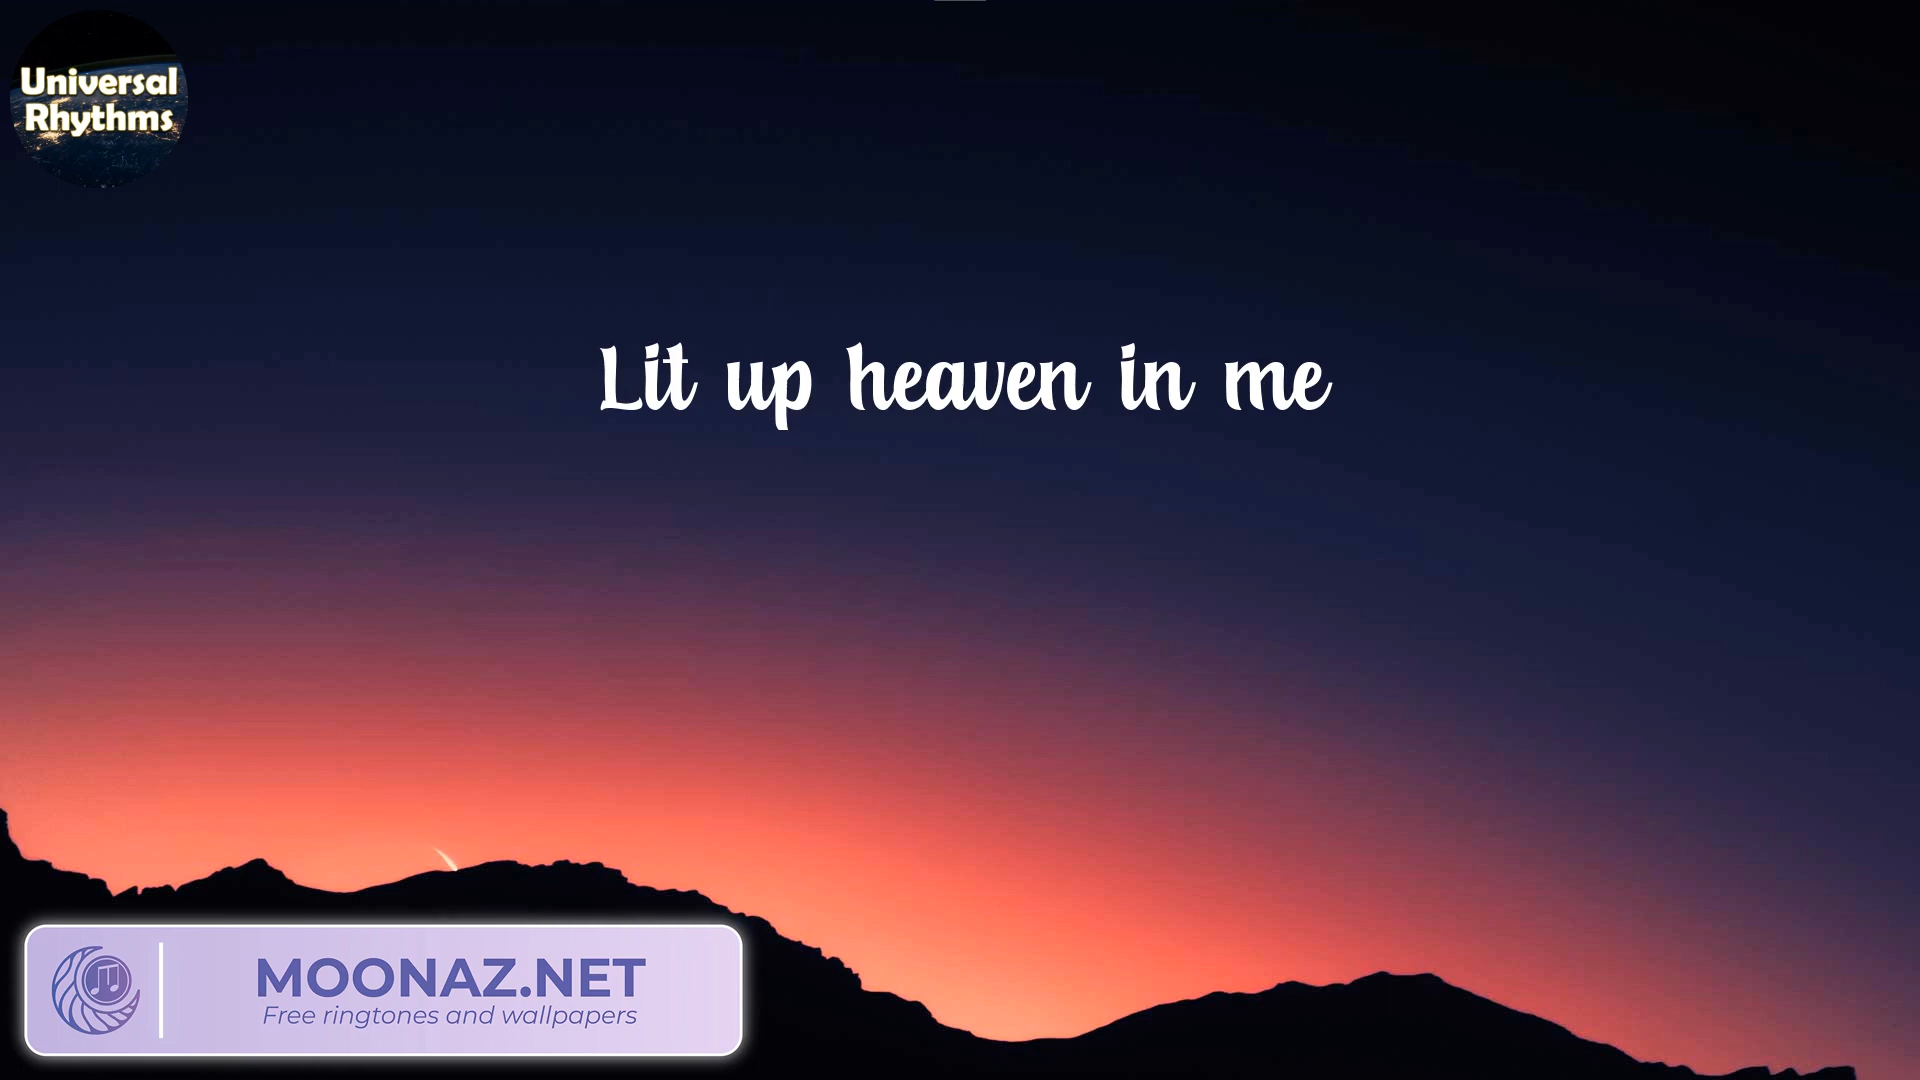 Universal
Rhythms
Lit up heaven in me
MOONAZ.NET
Free ringtones and wallpapers